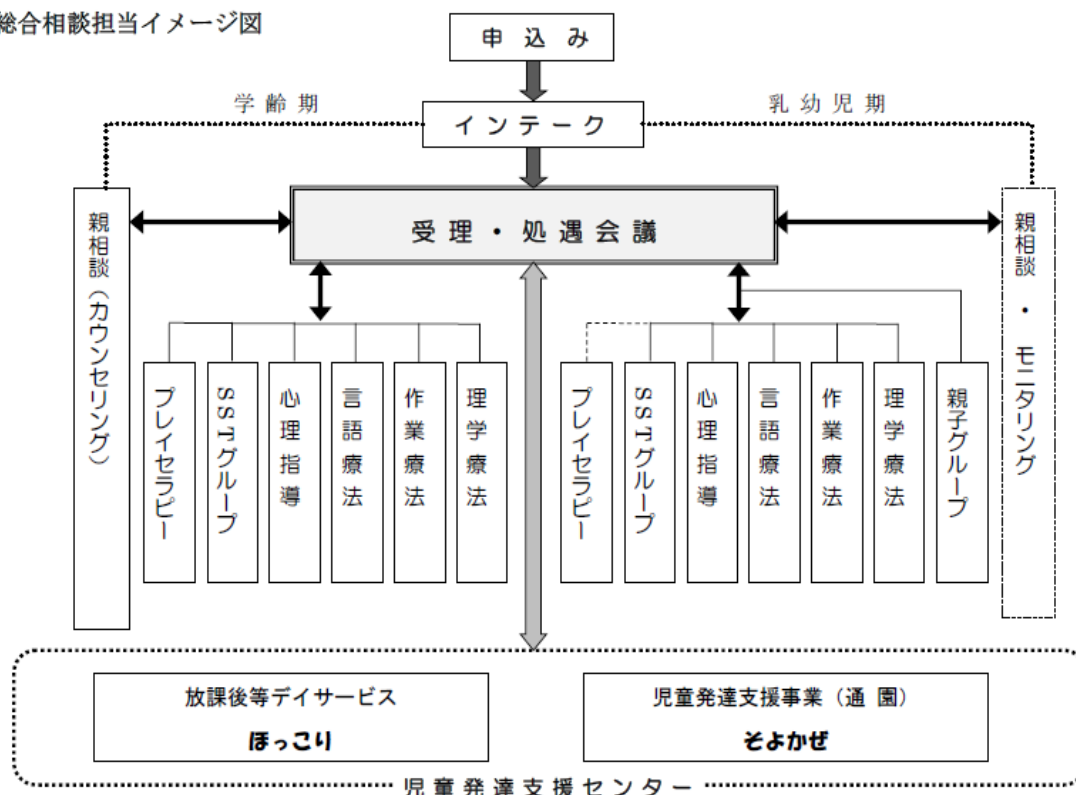 総合相談担当イメージ図
申込み
学齢期
乳幼児期
インテーク
受理・処遇会議
親相談（カウンセリング）
親相談・モニタリング
プレイセラピー
SSTグループ
心理指導
言語療法
作業療法
理学療法
プレイセラピー
SSTグループ
心理指導
言語療法
作業療法
理学療法
親子グループ
放課後等デイサービス
ほっこり
児童発達支援事業（通 園）
そよかぜ
児童発達支援センター